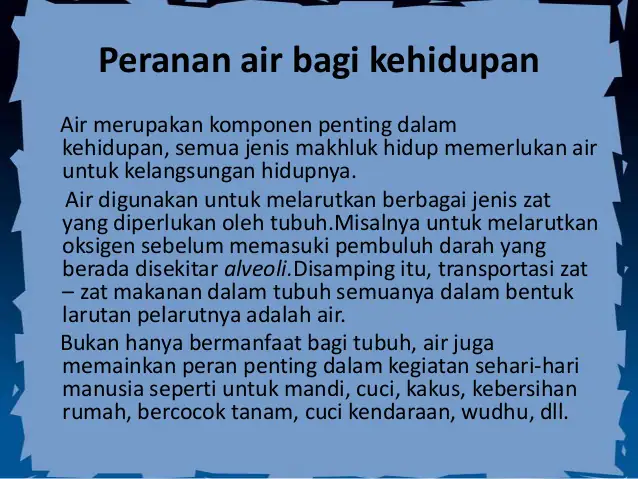 Peranan air bagi kehidupan
Air merupakan komponen penting dalam
kehidupan, semua jenis makhluk hidup memerlukan air
untuk kelangsungan hidupnya.
Air digunakan untuk melarutkan berbagai jenis zat
yang diperlukan oleh tubuh.Misalnya untuk melarutkan
oksigen sebelum memasuki pembuluh darah yang
berada disekitar alveoli.Disamping itu, transportasi zat
– zat makanan dalam tubuh semuanya dalam bentuk
larutan pelarutnya adalah air.
Bukan hanya bermanfaat bagi tubuh, air juga
memainkan peran penting dalam kegiatan sehari-hari
manusia seperti untuk mandi, cuci, kakus, kebersihan
rumah, bercocok tanam, cuci kendaraan, wudhu, dll.